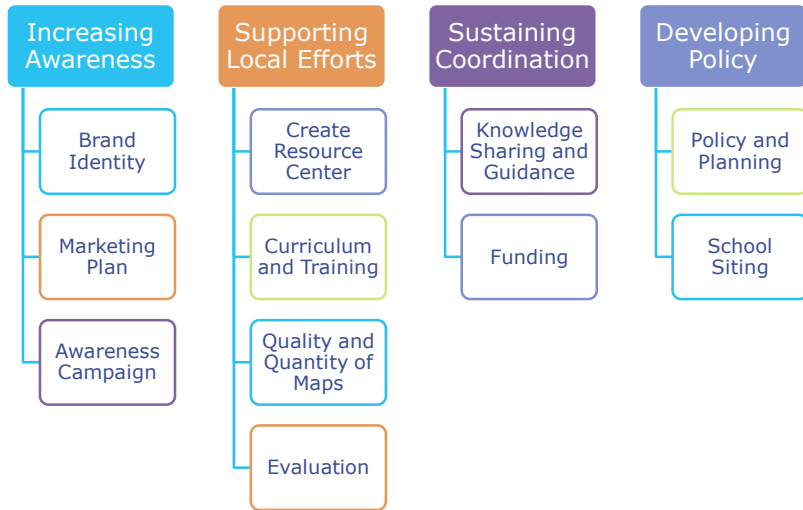 Increasing
Awareness
Brand
Identity
Marketing
Plan
Awareness
Campaign
Supporting
Local Efforts
Create
Resource
Center
Curriculum
and Training
Quality and
Quantity of
Maps
Evaluation
Sustaining
Coordination
Knowledge
Sharing and
Guidance
Funding
Developing
Policy
Policy and
Planning
School
Siting